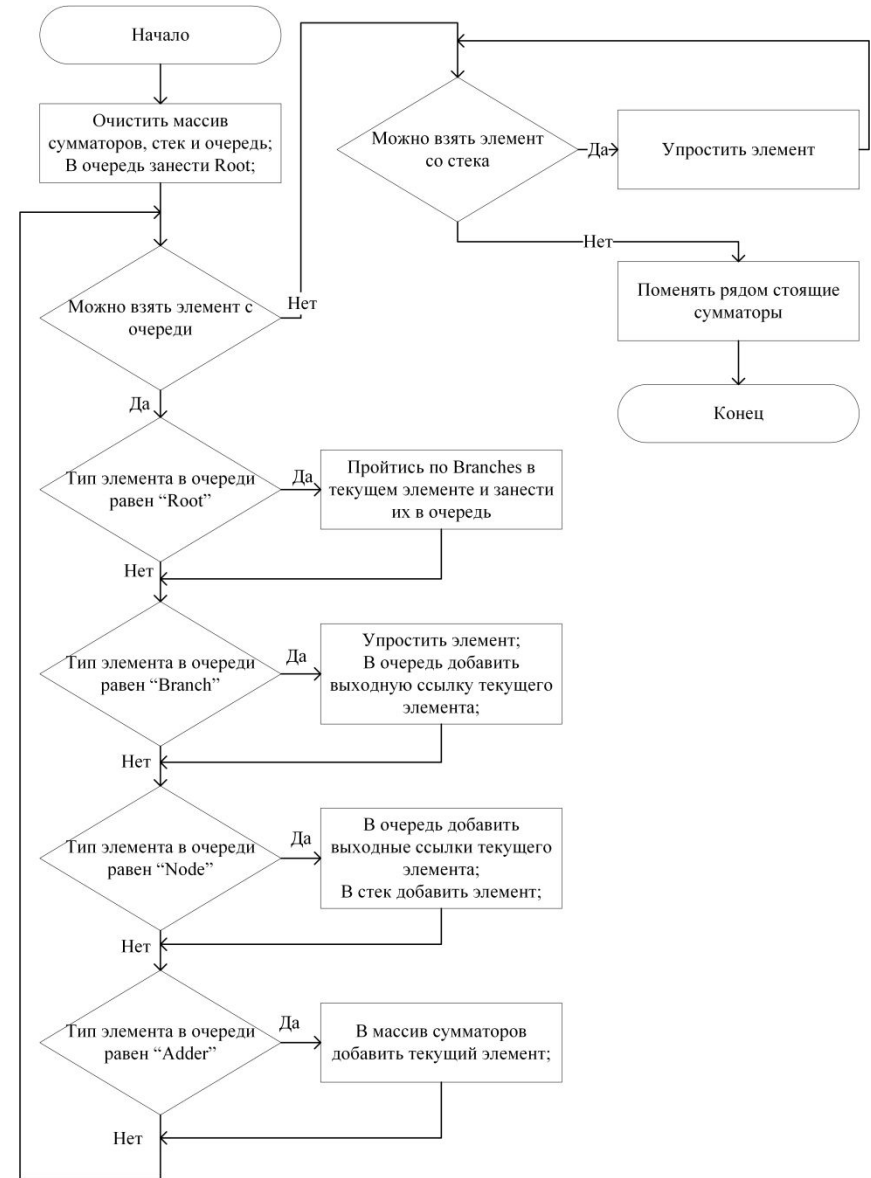 Начало
Очистить массив
сумматоров, стек и очередь;
В очередь занести Root;
Можно взять элемент с
очереди
Нет
Да
Тип элемента в очереди
равен “Root”
Да
Пройтись по Branches в
текущем элементе и занести
их в очередь
Нет
Тип элемента в очереди
равен “Branch”
Да
Упростить элемент;
В очередь добавить
выходную ссылку текущего
элемента;
Нет
Тип элемента в очереди
равен “Node”
Да
В очередь добавить
выходные ссылки текущего
элемента;
В стек добавить элемент;
Нет
Тип элемента в очереди
равен “Adder”
Да
В массив сумматоров
добавить текущий элемент;
Нет
Можно взять элемент
со стека
Да
Упростить элемент
Нет
Поменять рядом стоящие
сумматоры
Конец